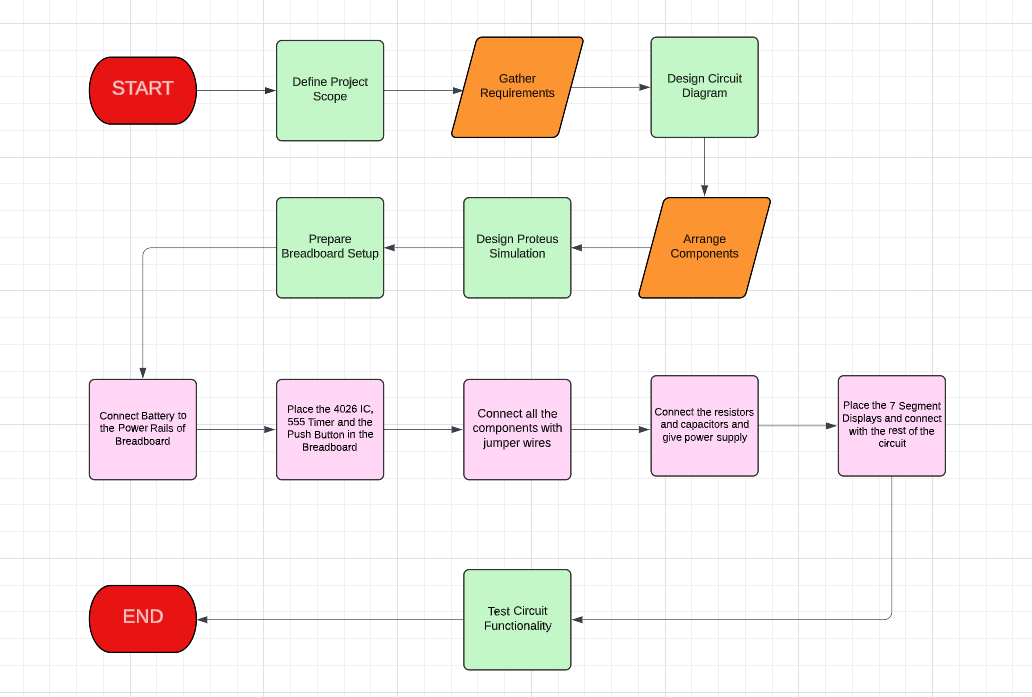 START
Define Project
Scope
Gather
Requirements
Design Circuit
Diagram
Arrange
Components
Design Proteus
Simulation
Prepare
Breadboard Setup
Connect Battery to
the Power Rails of
Breadboard
Place the 4026 IC,
555 Timer and the
Push Button in the
Breadboard
Connect all the
components with
jumper wires
Connect the resistors
and capacitors and
give power supply
Place the 7 Segment
Displays and connect
with the rest of the
circuit
Test Circuit
Functionality
END